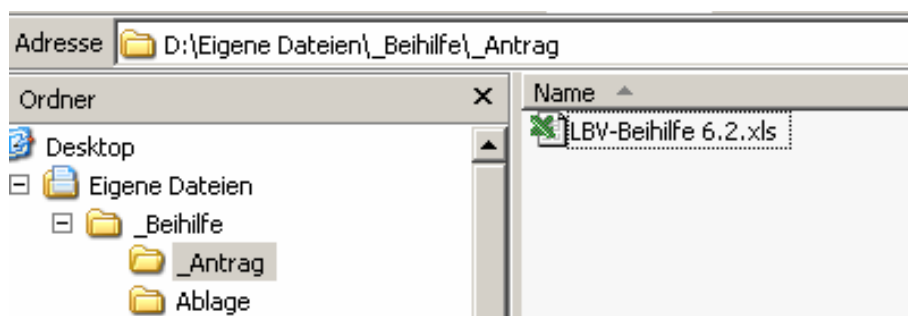 Adresse D:\Eigene Dateien\_Beihilfe\_Antrag
Ordner
Desktop
Eigene Dateien
_Beihilfe
_Antrag
Ablage
Name
LBV-Beihilfe 6.2.xls